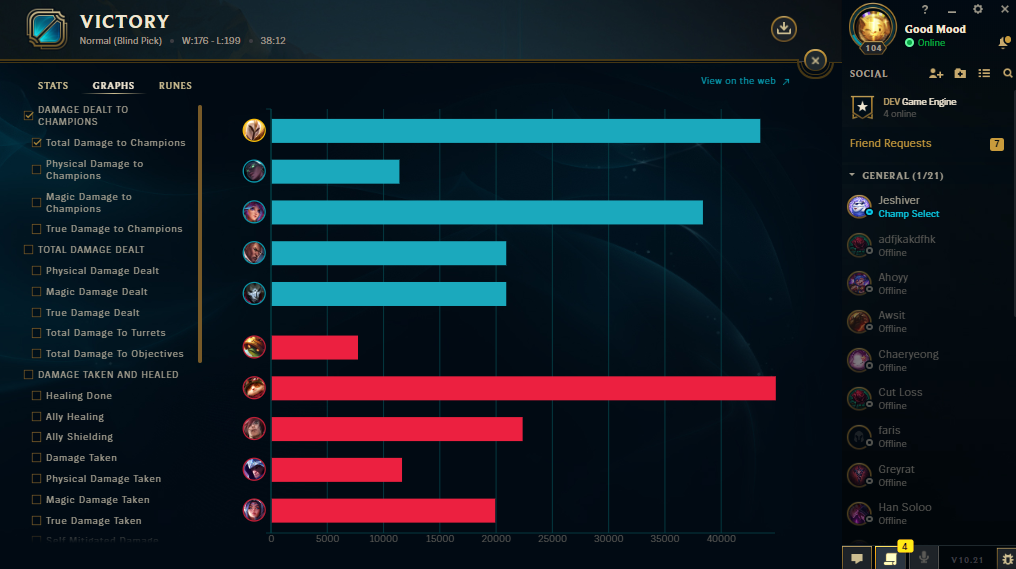 VICTORY
Normal (Blind Pick) • W:176 - L:199 • 38:12
STATS
GRAPHS
RUNES
View on the web
DAMAGE DEALT TO
CHAMPIONS
Total Damage to Champions
Physical Damage to
Champions
Magic Damage to
Champions
True Damage to Champions
TOTAL DAMAGE DEALT
Physical Damage Dealt
Magic Damage Dealt
True Damage Dealt
Total Damage To Turrets
Total Damage To Objectives
DAMAGE TAKEN AND HEALED
Healing Done
Ally Healing
Ally Shielding
Damage Taken
Physical Damage Taken
Magic Damage Taken
True Damage Taken
Self Mitigated Damage
0 5000 10000 15000 20000 25000 30000 35000 40000
?
104
Good Mood
Online
SOCIAL
DEV Game Engine
4 online
Friend Requests
7
GENERAL (1/21)
Jeshiver
Champ Select
adfjkakdfhk
Offline
Ahoyy
Offline
Awsit
Offline
Chaeryeong
Offline
Cut Loss
Offline
faris
Offline
Greyrat
Offline
Han Soloo
Offline
4
V10.21